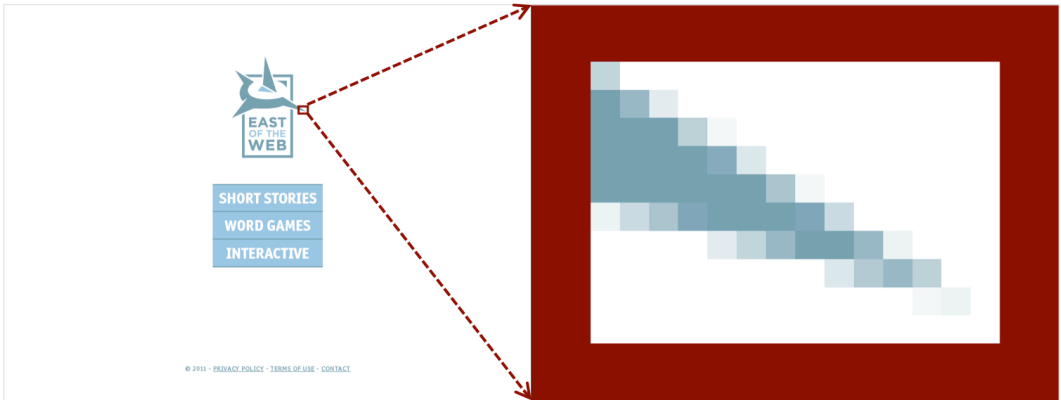 EAST
OF THE
WEB
SHORT STORIES
WORD GAMES
INTERACTIVE
© 2011 - PRIVACY POLICY - TERMS OF USE - CONTACT